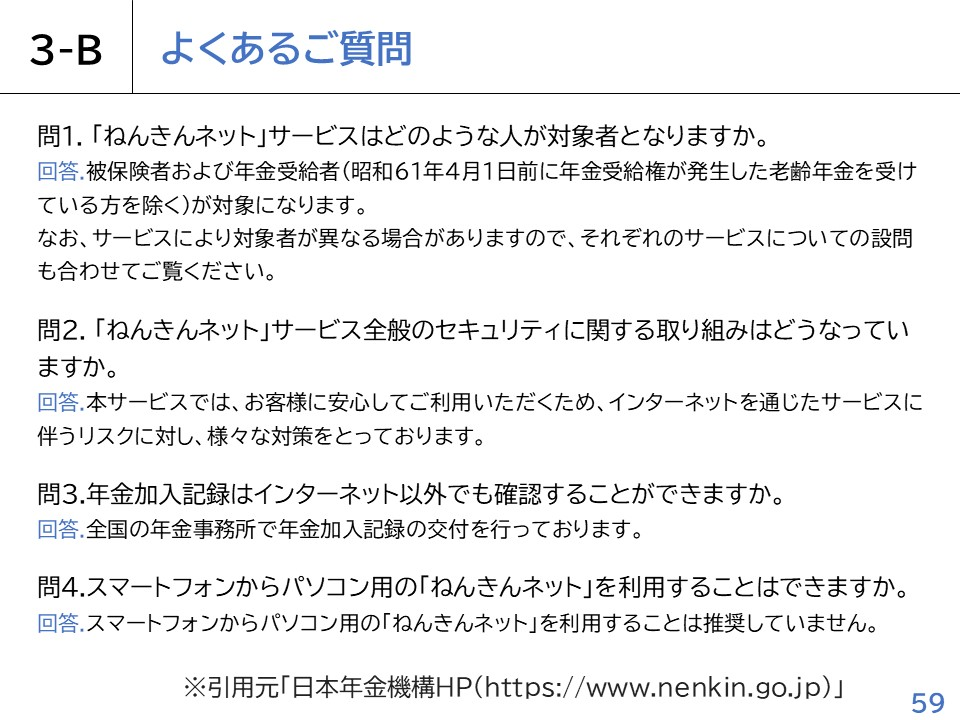 3-B
よくあるご質問
問1. 「ねんきんネット」サービスはどのような人が対象者となりますか。
回答.被保険者および年金受給者（昭和61年4月1日前に年金受給権が発生した老齢年金を受け
ている方を除く）が対象になります。
なお、サービスにより対象者が異なる場合がありますので、それぞれのサービスについての設問
も合わせてご覧ください。
問2. 「ねんきんネット」サービス全般のセキュリティに関する取り組みはどうなってい
ますか。
回答.本サービスでは、お客様に安心してご利用いただくため、インターネットを通じたサービスに
伴うリスクに対し、様々な対策をとっております。
問3.年金加入記録はインターネット以外でも確認することができますか。
回答.全国の年金事務所で年金加入記録の交付を行っております。
問4.スマートフォンからパソコン用の「ねんきんネット」を利用することはできますか。
回答.スマートフォンからパソコン用の「ねんきんネット」を利用することは推奨していません。
※引用元「日本年金機構HP（https://www.nenkin.go.jp）」
59